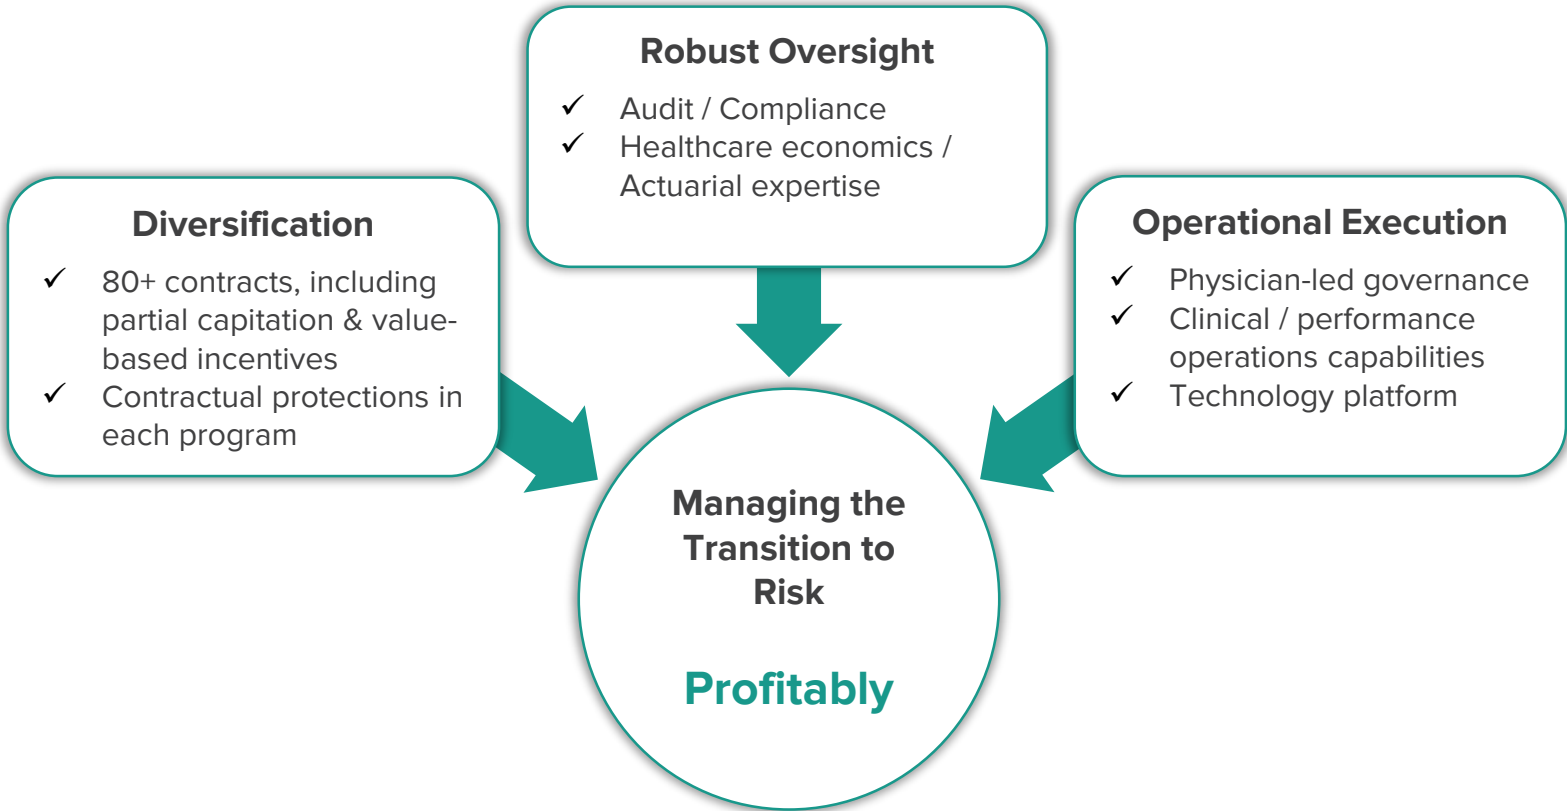 Robust Oversight
✓ Audit / Compliance
✓ Healthcare economics /
Actuarial expertise
Diversification
✓ 80+ contracts, including
partial capitation & value-
based incentives
✓ Contractual protections in
each program
Operational Execution
✓ Physician-led governance
✓ Clinical / performance
operations capabilities
✓ Technology platform
Managing the
Transition to
Risk
Profitably